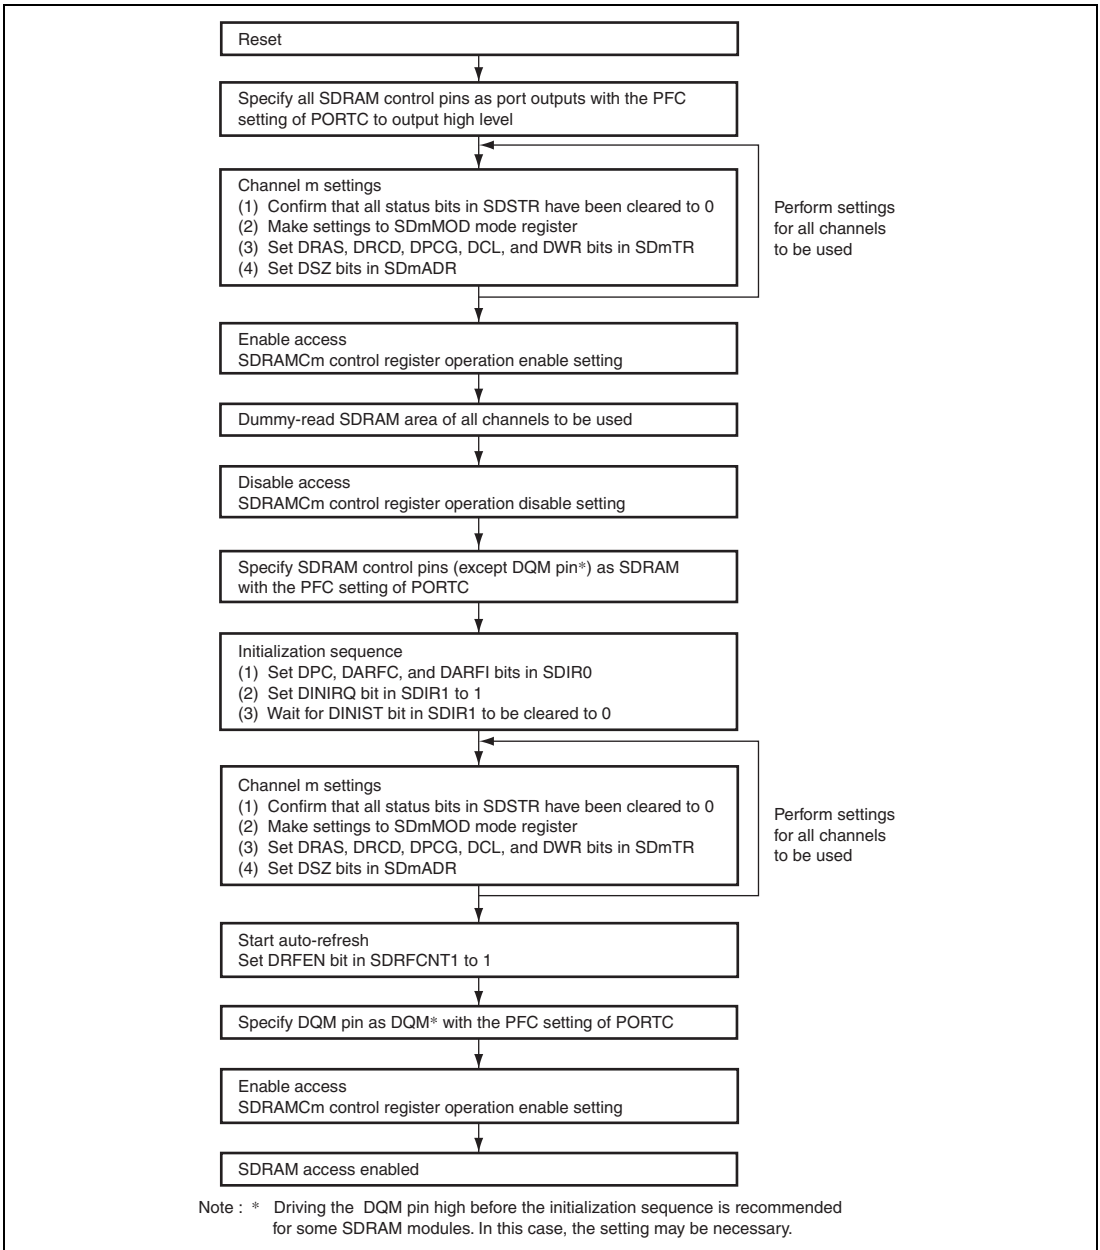 Reset
Specify all SDRAM control pins as port outputs with the PFC
setting of PORTC to output high level
Channel m settings
(1) Confirm that all status bits in SDSTR have been cleared to 0
(2) Make settings to SDmMOD mode register
(3) Set DRAS, DRCD, DPCG, DCL, and DWR bits in SDmTR
(4) Set DSZ bits in SDmADR
Perform settings
for all channels
to be used
Enable access
SDRAMCm control register operation enable setting
Dummy-read SDRAM area of all channels to be used
Disable access
SDRAMCm control register operation disable setting
Specify SDRAM control pins (except DQM pin*) as SDRAM
with the PFC setting of PORTC
Initialization sequence
(1) Set DPC, DARFC, and DARFI bits in SDIR0
(2) Set DINIRQ bit in SDIR1 to 1
(3) Wait for DINIST bit in SDIR1 to be cleared to 0
Channel m settings
(1) Confirm that all status bits in SDSTR have been cleared to 0
(2) Make settings to SDmMOD mode register
(3) Set DRAS, DRCD, DPCG, DCL, and DWR bits in SDmTR
(4) Set DSZ bits in SDmADR
Perform settings
for all channels
to be used
Start auto-refresh
Set DRFEN bit in SDRFCNT1 to 1
Specify DQM pin as DQM* with the PFC setting of PORTC
Enable access
SDRAMCm control register operation enable setting
SDRAM access enabled
Note : * Driving the DQM pin high before the initialization sequence is recommended
for some SDRAM modules. In this case, the setting may be necessary.